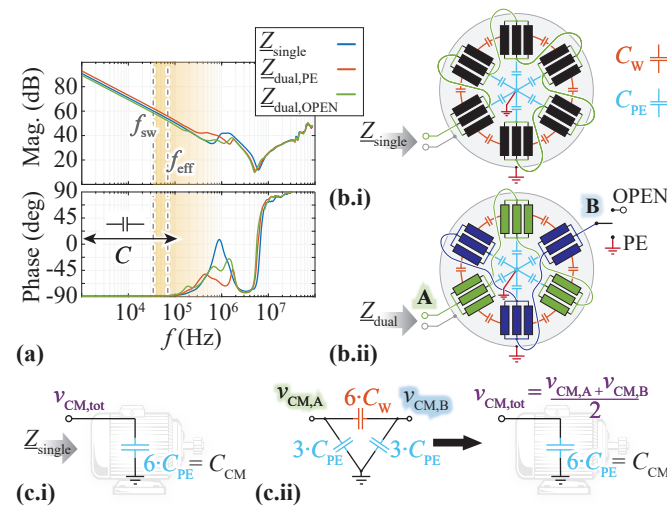 Z_single
Z_dual,PE
Z_dual,OPEN
Mag. (dB)
80
60
40
20
f_sw
f_eff
Phase (deg)
90
45
0
-45
-90
C
10^4 10^5 10^6 10^7
f (Hz)
(a)
C_W
C_PE
Z_single
(b.i)
B
OPEN
PE
A
Z_dual
(b.ii)
v_CM,tot
Z_single
6·C_PE = C_CM
(c.i)
v_CM,A
6·C_W
v_CM,B
3·C_PE
3·C_PE
(c.ii)
v_CM,tot = v_CM,A + v_CM,B
2
6·C_PE = C_CM